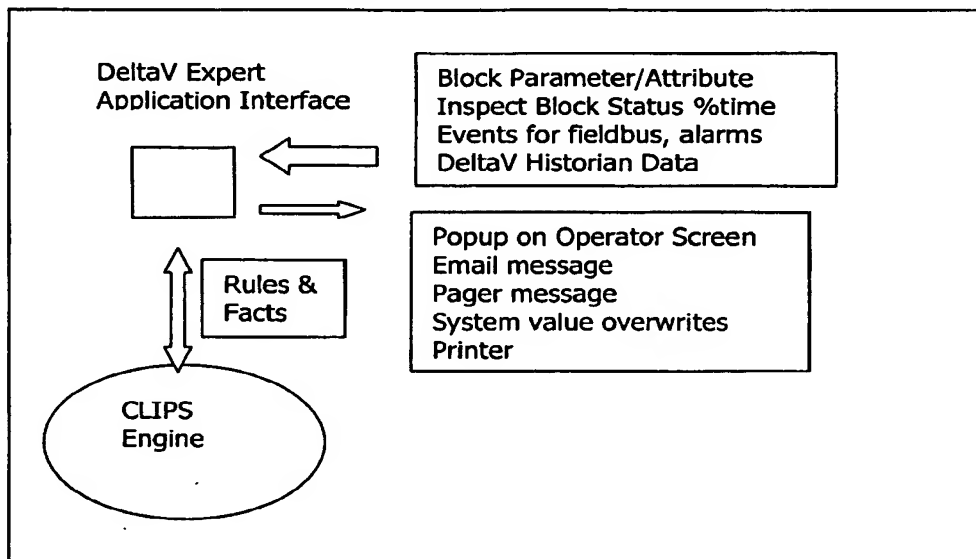 DeltaV Expert
Application Interface
Block Parameter/Attribute
Inspect Block Status %time
Events for fieldbus, alarms
DeltaV Historian Data
Popup on Operator Screen
Email message
Pager message
System value overwrites
Printer
Rules &
Facts
CLIPS
Engine